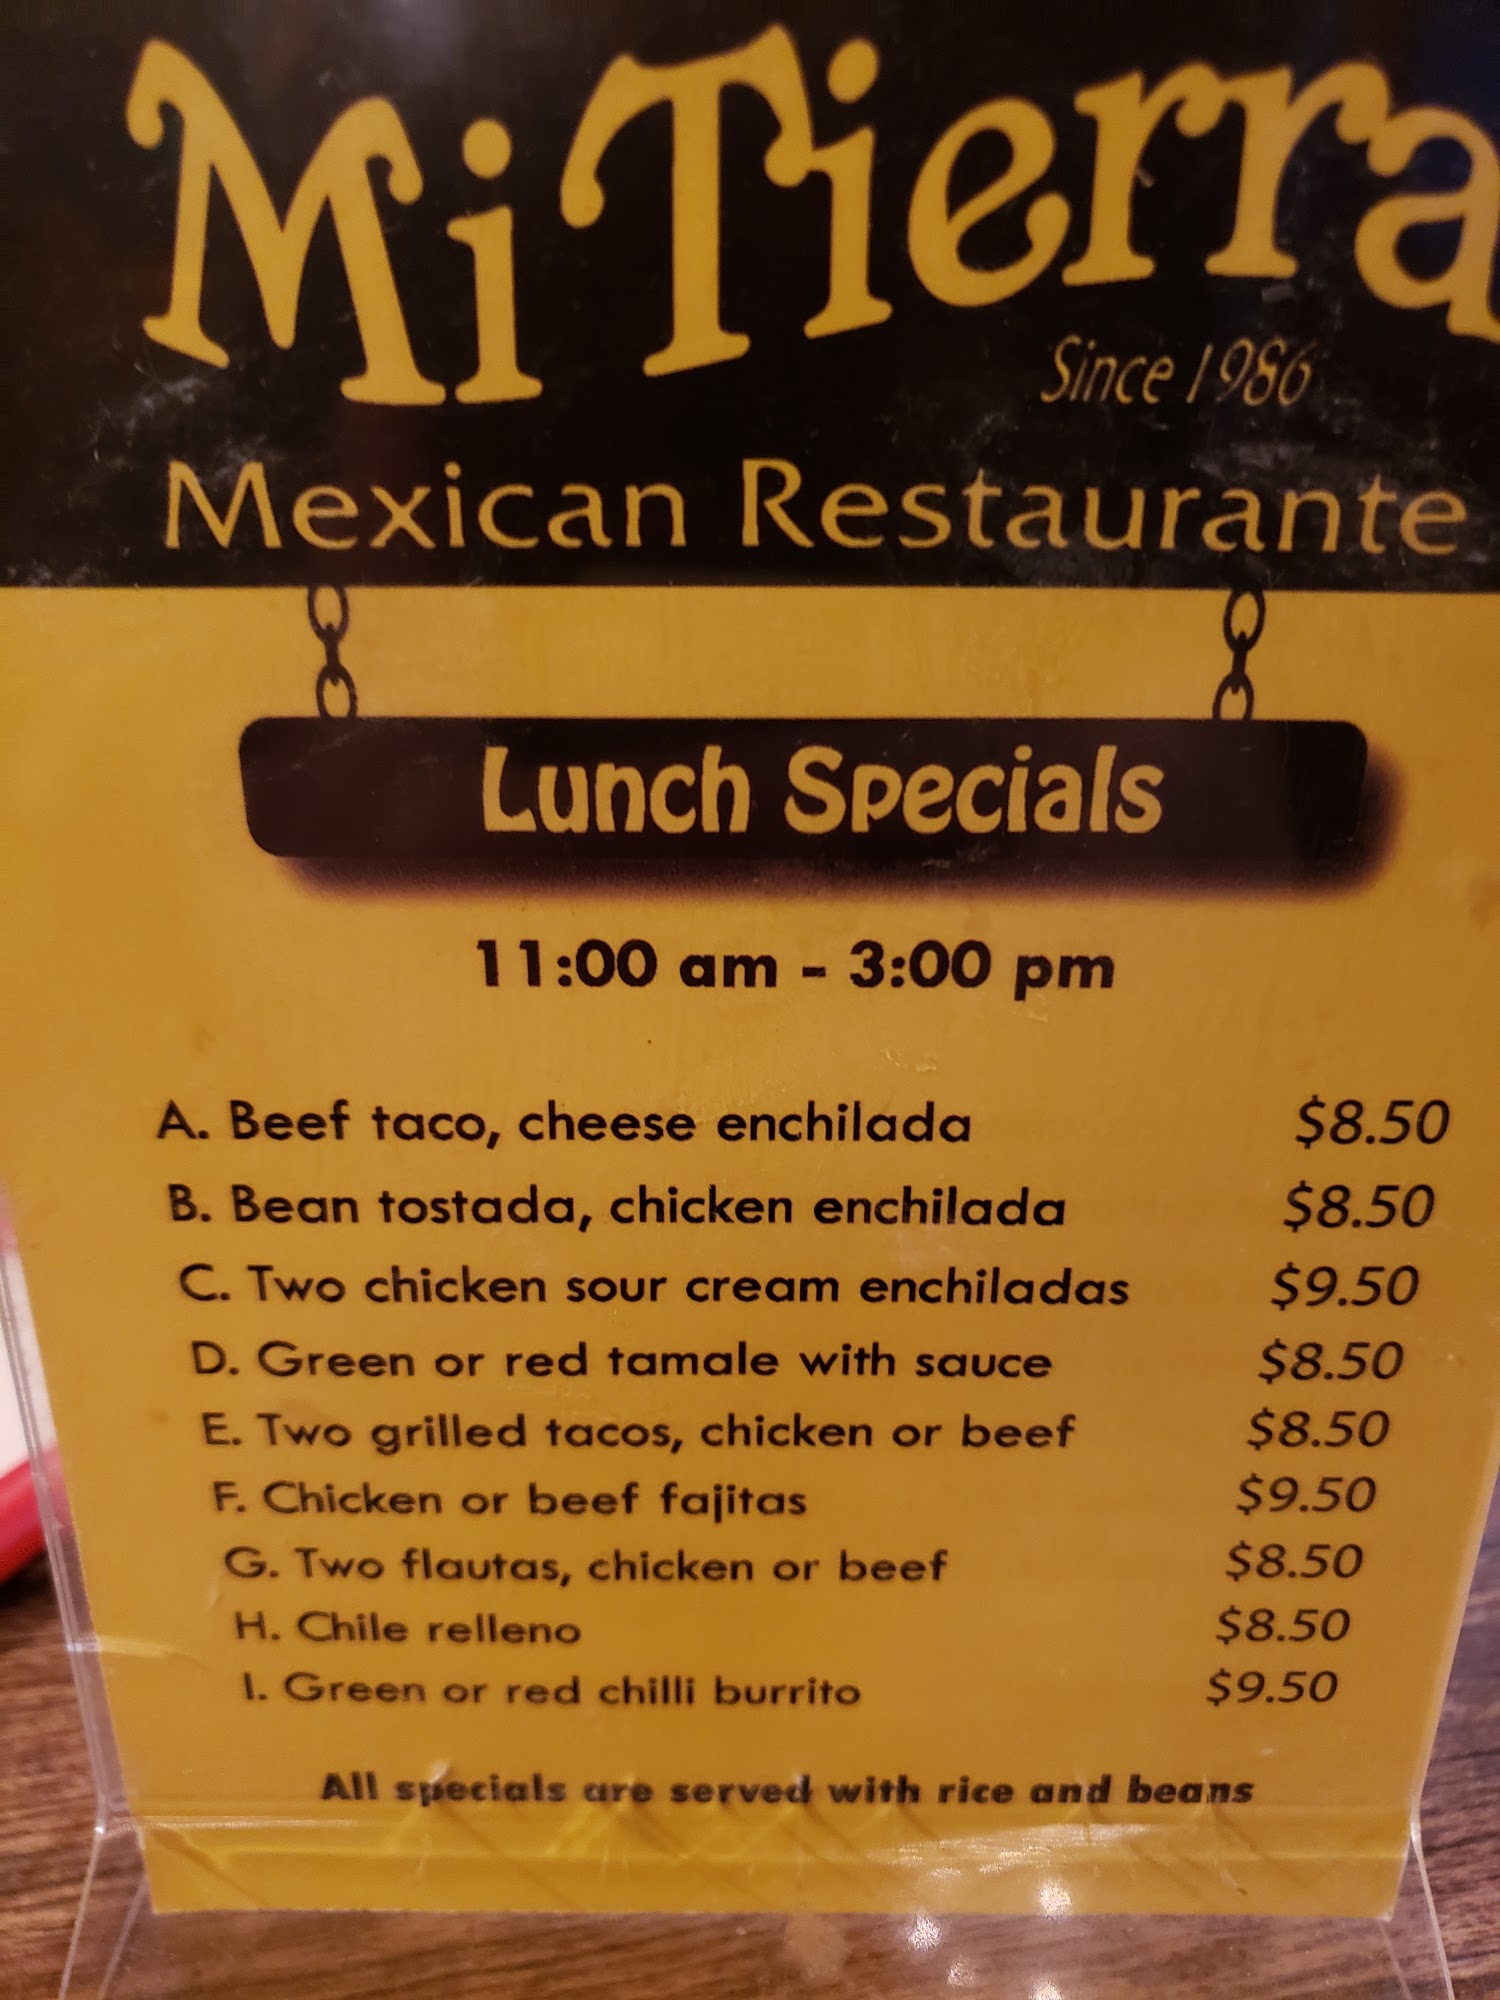 Mi Tierra
Since 1986
Mexican Restaurante
Lunch Specials
11:00 am - 3:00 pm
A. Beef taco, cheese enchilada $8.50
B. Bean tostada, chicken enchilada $8.50
C. Two chicken sour cream enchiladas $9.50
D. Green or red tamale with sauce $8.50
E. Two grilled tacos, chicken or beef $8.50
F. Chicken or beef fajitas $9.50
G. Two flautas, chicken or beef $8.50
H. Chile relleno $8.50
I. Green or red chilli burrito $9.50
All specials are served with rice and beans